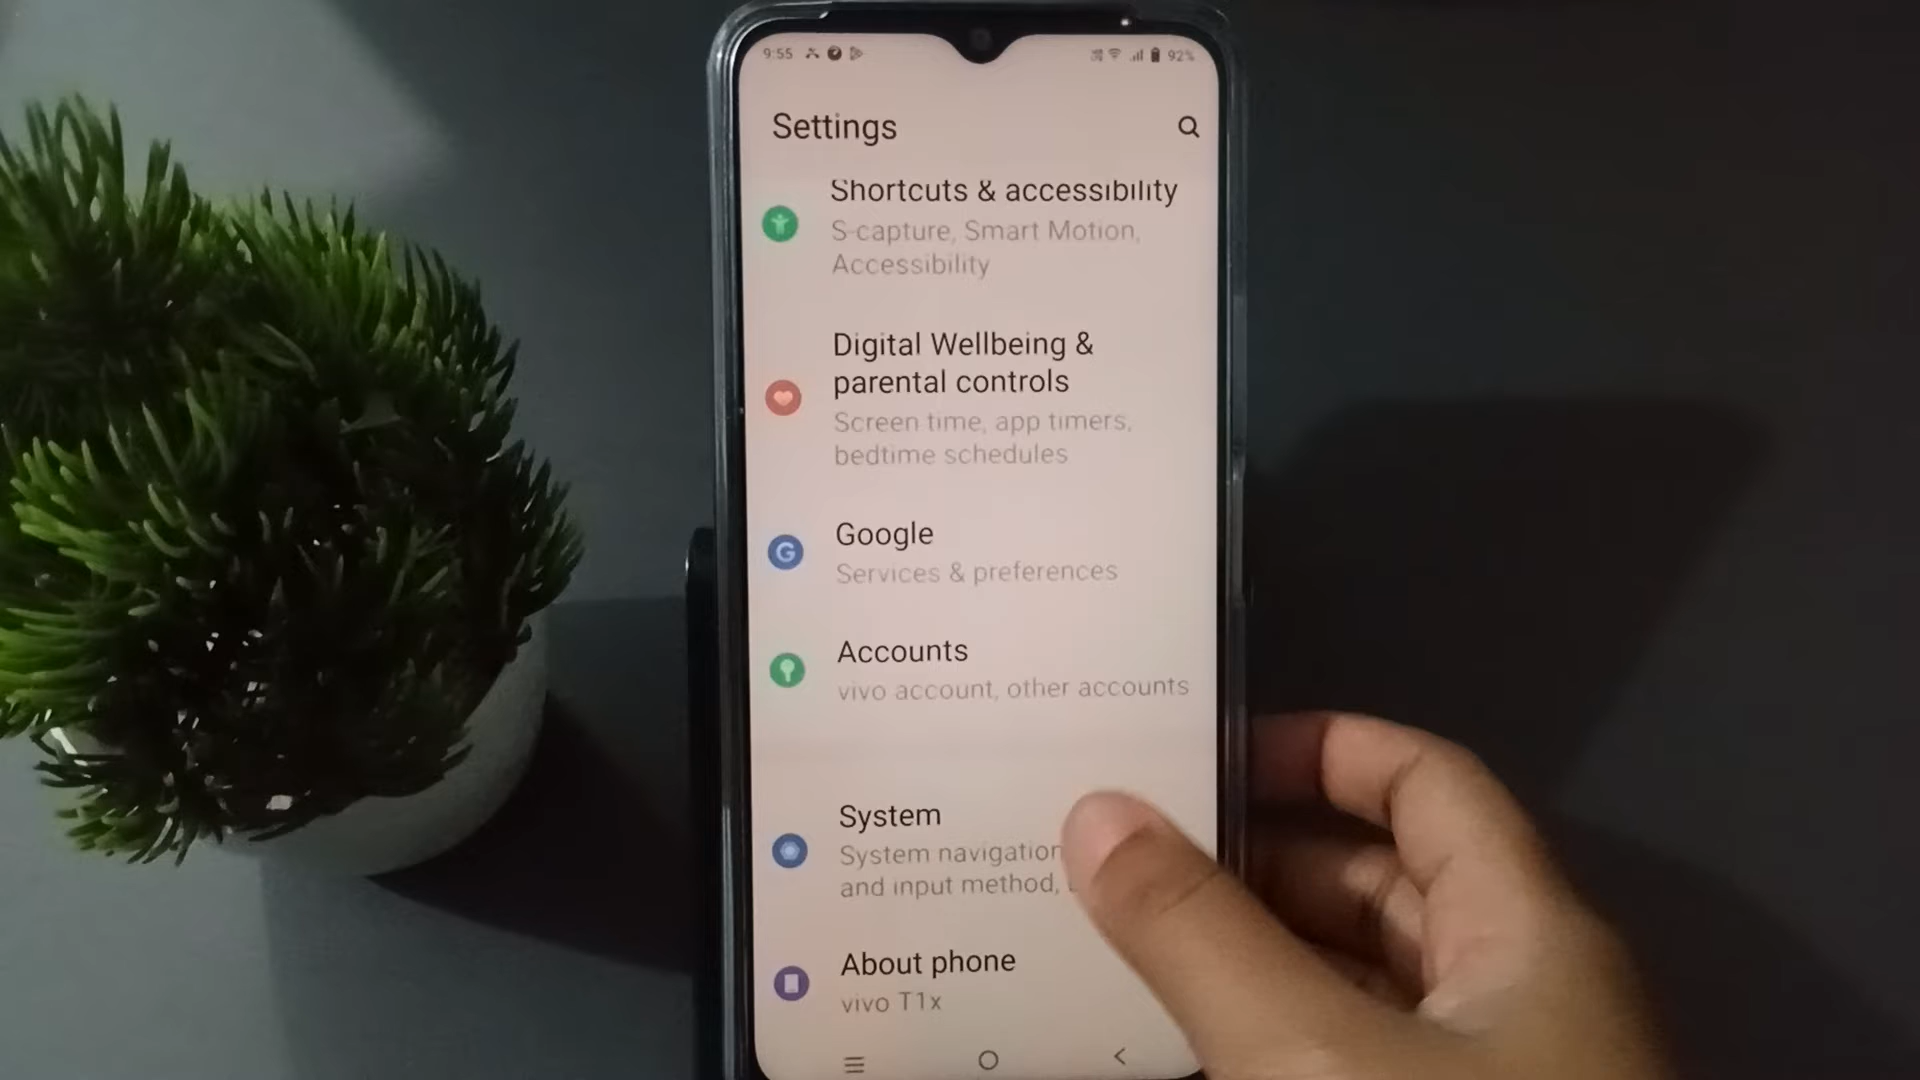 9:55
92%
Settings
Shortcuts & accessibility
S-capture, Smart Motion,
Accessibility
Digital Wellbeing &
parental controls
Screen time, app timers,
bedtime schedules
G
Google
Services & preferences
Accounts
vivo account, other accounts
System
System navigation
and input method,
About phone
vivo T1x